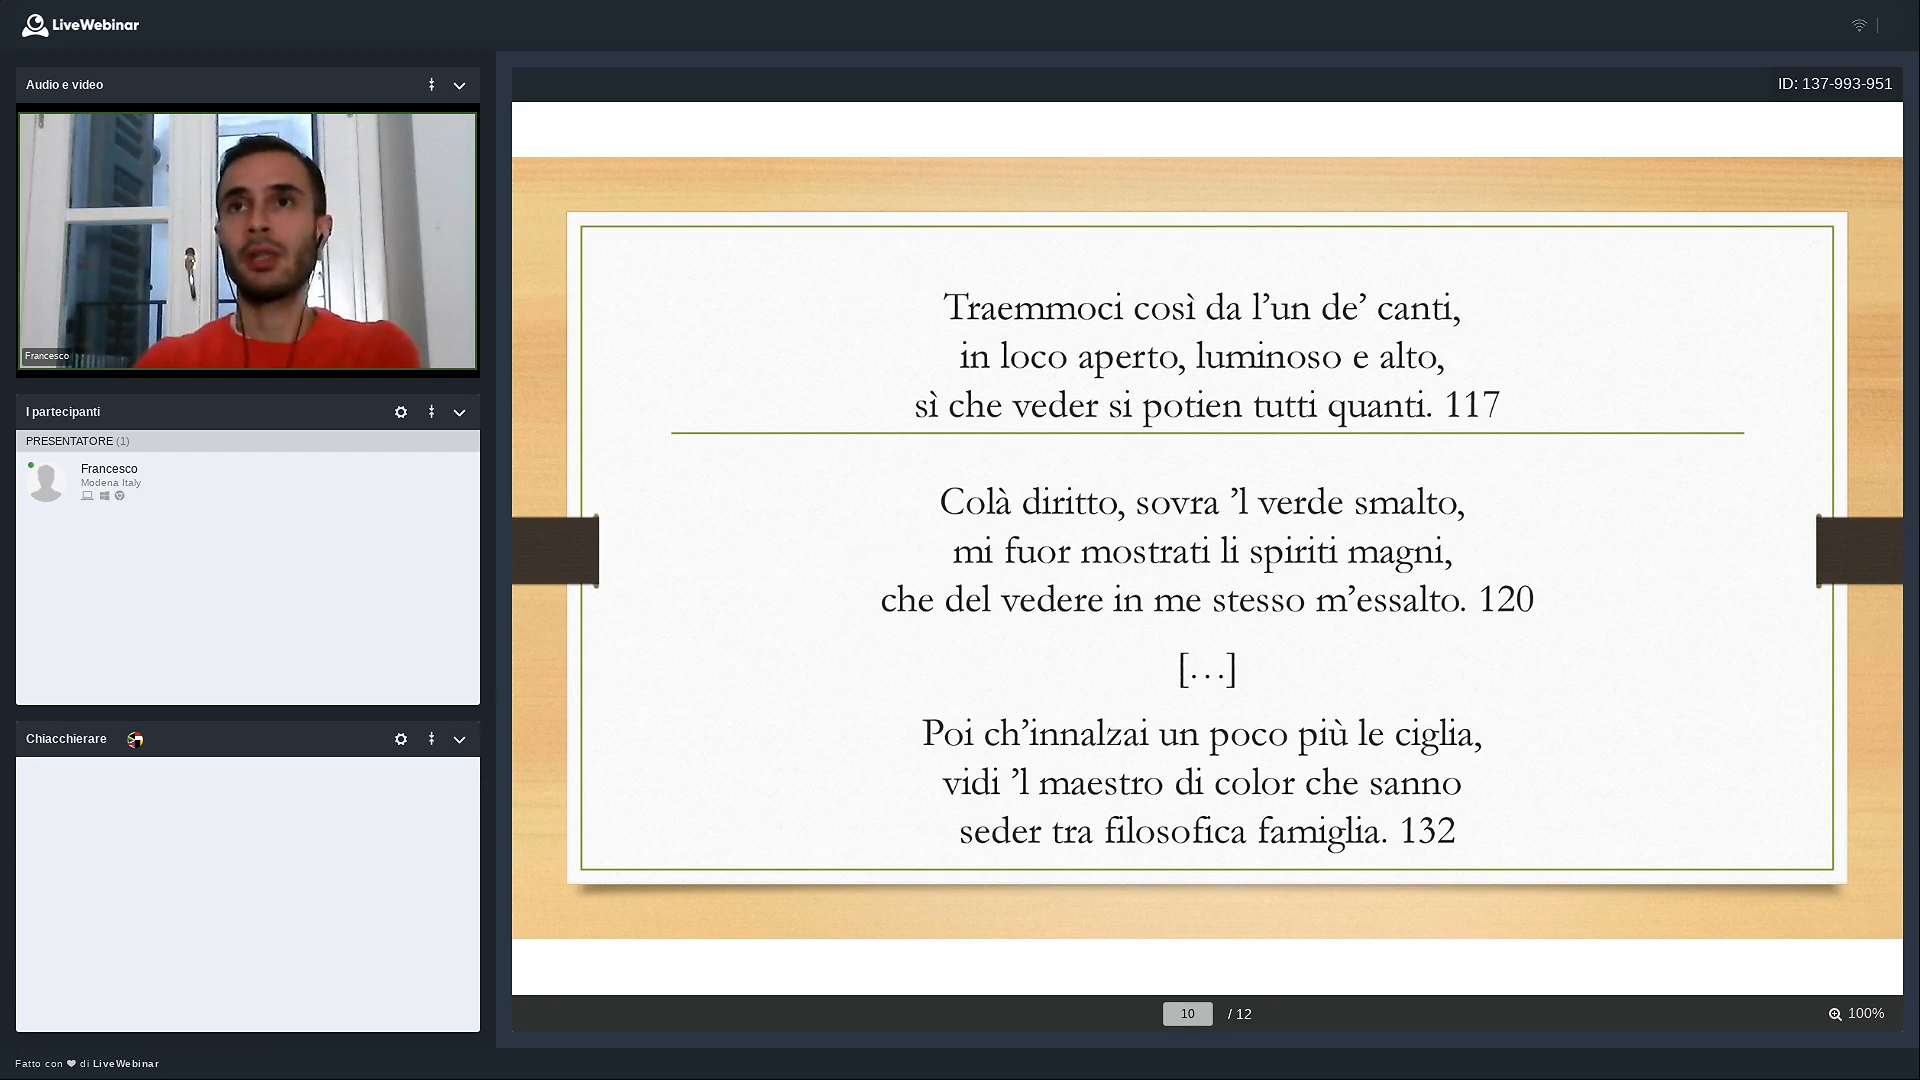 LiveWebinar
Audio e video
Francesco
I partecipanti
PRESENTATORE (1)
Francesco
Modena Italy
Chiacchierare
Fatto con ❤ di LiveWebinar
ID: 137-993-951
Traemmoci così da l’un de’ canti,
in loco aperto, luminoso e alto,
sì che veder si potien tutti quanti. 117
Colà diritto, sovra ’l verde smalto,
mi fuor mostrati li spiriti magni,
che del vedere in me stesso m’essalto. 120
[…]
Poi ch’innalzai un poco più le ciglia,
vidi ’l maestro di color che sanno
seder tra filosofica famiglia. 132
10 / 12
100%